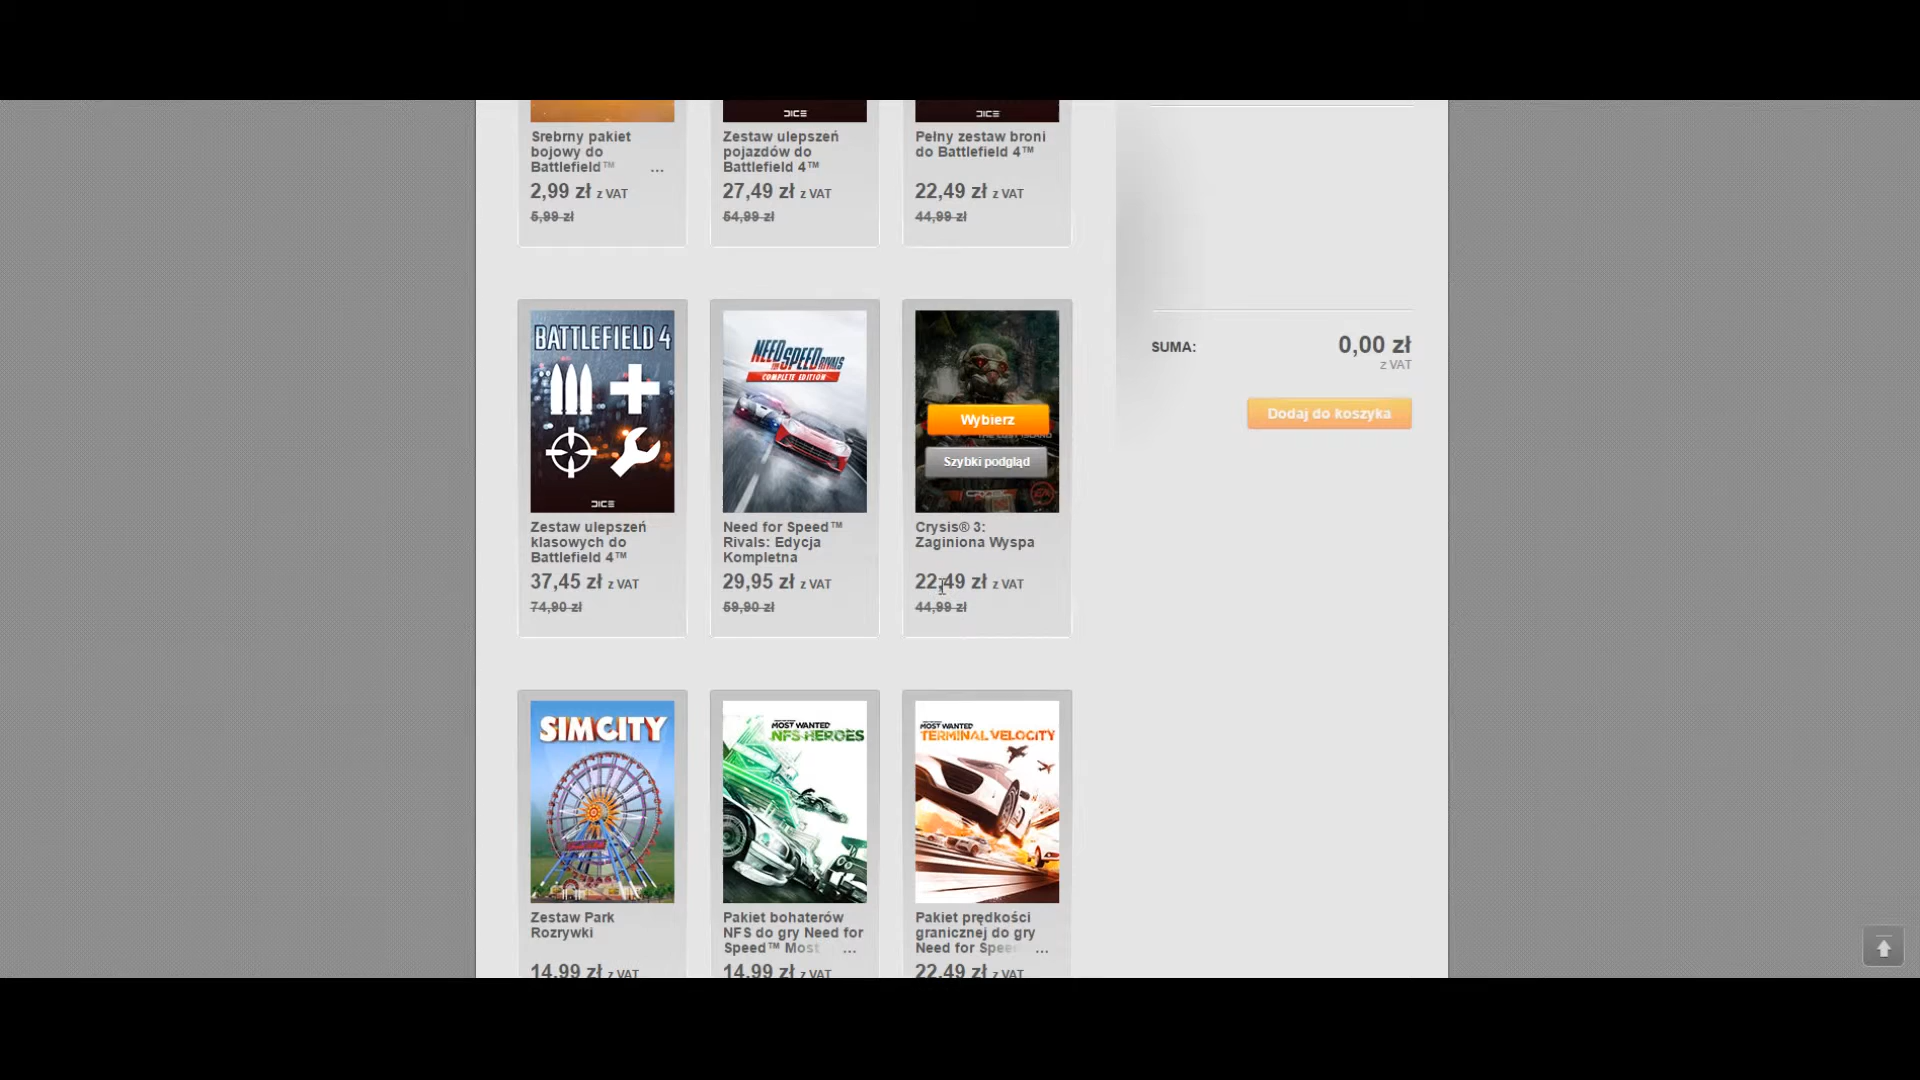 DICE
DICE
Srebrny pakiet
bojowy do
Battlefield™ ...
2,99 zł z VAT
5,99 zł
Zestaw ulepszeń
pojazdów do
Battlefield 4™
27,49 zł z VAT
54,99 zł
Pełny zestaw broni
do Battlefield 4™
22,49 zł z VAT
44,99 zł
SUMA: 0,00 zł
z VAT
Dodaj do koszyka
BATTLEFIELD 4
DICE
Zestaw ulepszeń
klasowych do
Battlefield 4™
37,45 zł z VAT
74,90 zł
NEED FOR SPEED RIVALS
COMPLETE EDITION
Need for Speed™
Rivals: Edycja
Kompletna
29,95 zł z VAT
59,90 zł
Wybierz
Szybki podgląd
CRYTEK
EA
Crysis® 3:
Zaginiona Wyspa
22,49 zł z VAT
44,99 zł
SIMCITY
Zestaw Park
Rozrywki
14,99 zł z VAT
MOST WANTED
NFS HEROES
Pakiet bohaterów
NFS do gry Need for
Speed™ Most ...
14,99 zł z VAT
MOST WANTED
TERMINAL VELOCITY
Pakiet prędkości
granicznej do gry
Need for Spee ...
22,49 zł z VAT